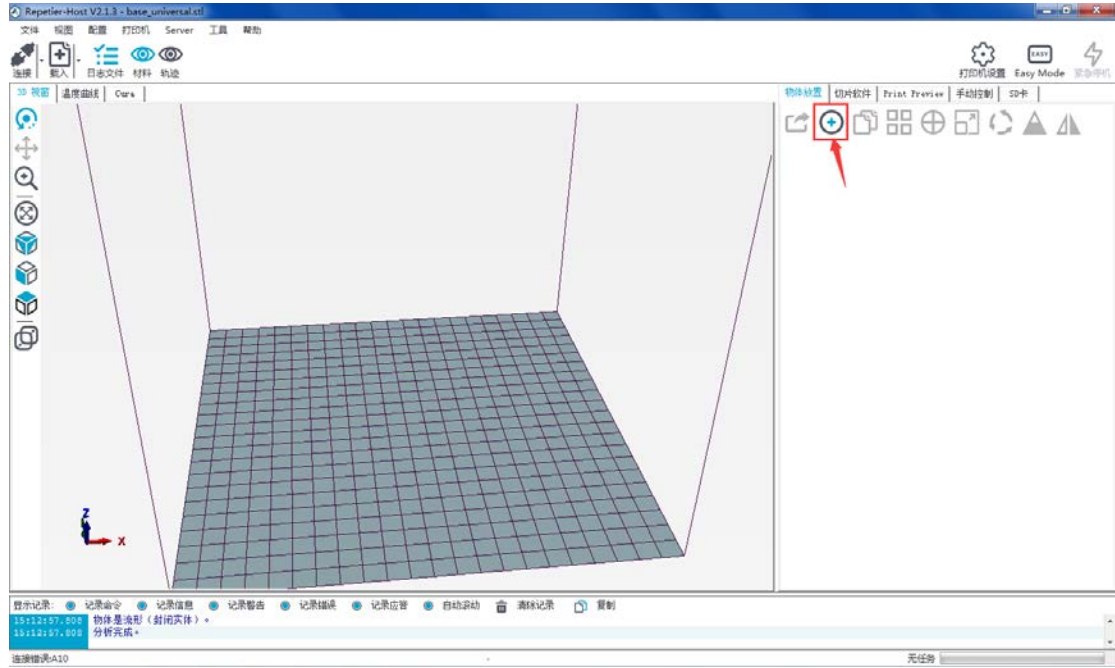 Repetier-Host V2.1.3 - base_universal.stl
文件 视图 配置 打印机 Server 工具 帮助
连接 载入 日志文件 材料 轨迹 打印机设置 EASY Easy Mode 紧急停机
3D 视窗 温度曲线 Cura 物体放置 切片软件 Print Preview 手动控制 SD卡
Z
X
显示记录: 记录命令 记录信息 记录警告 记录错误 记录应答 自动滚动 清除记录 复制
15:12:57.808 物体是流形(封闭实体)。
15:12:57.808 分析完成。
连接错误:A10 - 无任务